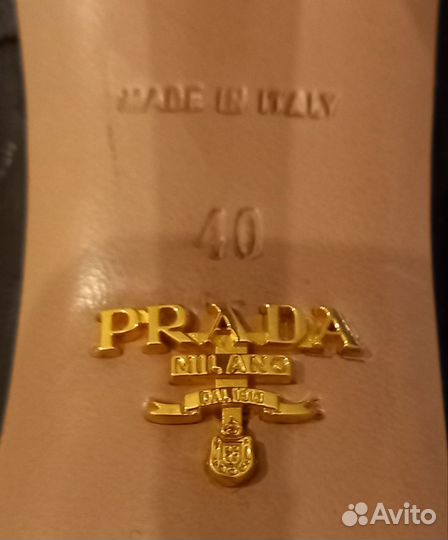 MADE IN ITALY
40
PRADA
MILANO
DAL 1913
Avito